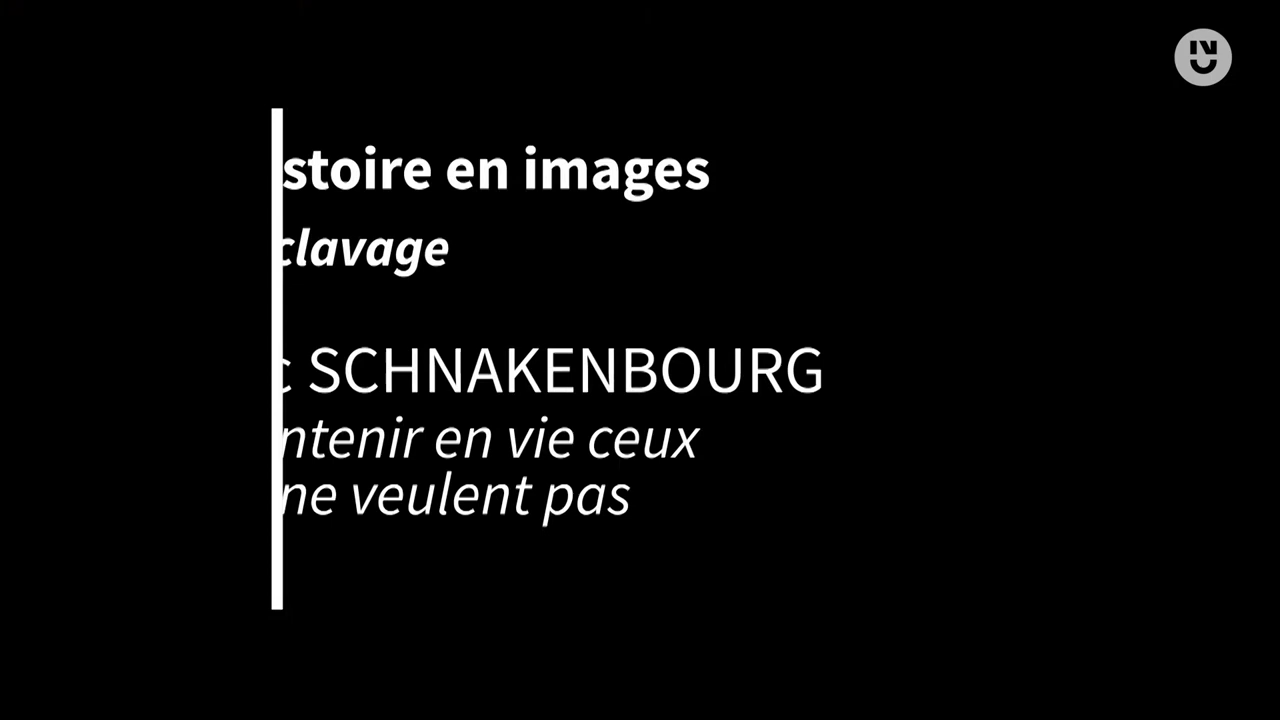 stoire en images
clavage
c SCHNAKENBOURG
ntenir en vie ceux
ne veulent pas